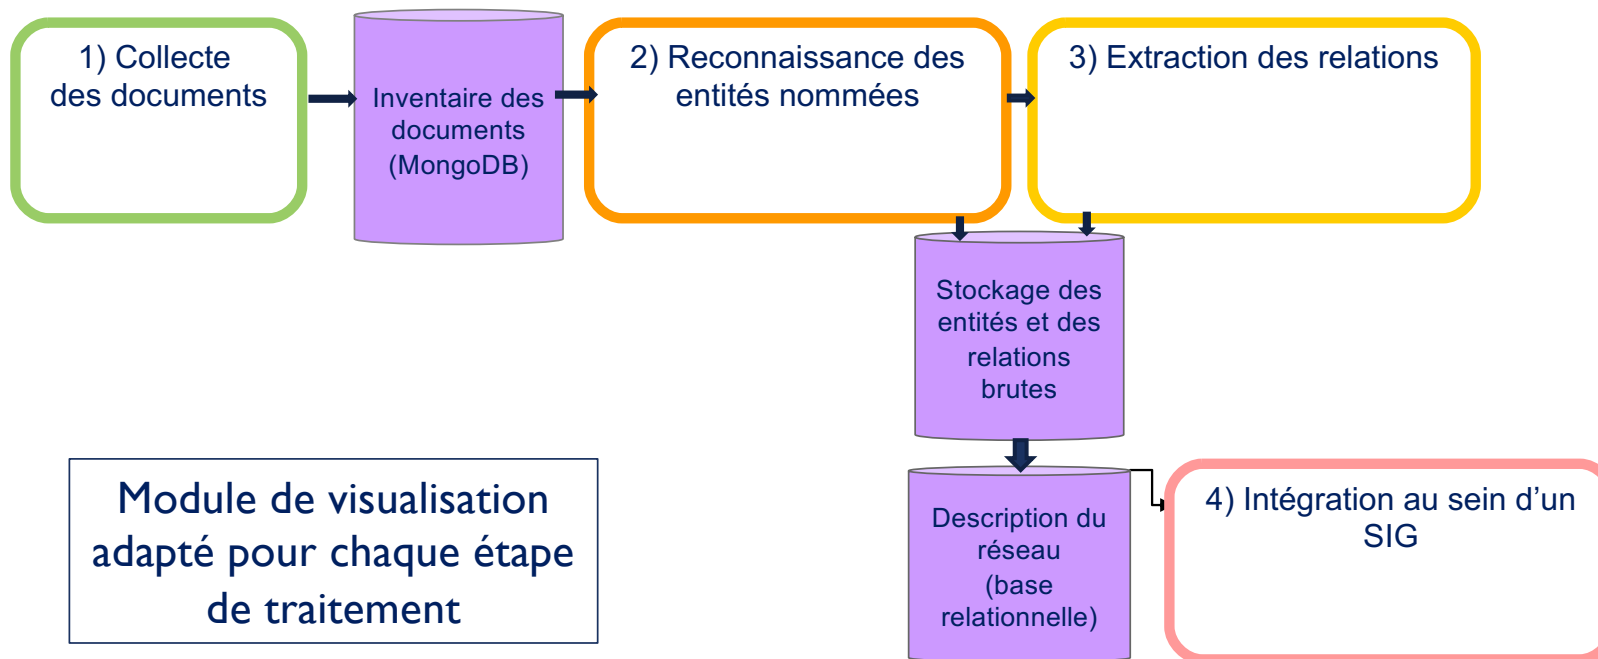 1) Collecte
des documents
Inventaire des
documents
(MongoDB)
2) Reconnaissance des
entités nommées
3) Extraction des relations
Stockage des
entités et des
relations
brutes
Module de visualisation
adapté pour chaque étape
de traitement
Description du
réseau
(base
relationnelle)
4) Intégration au sein d’un
SIG